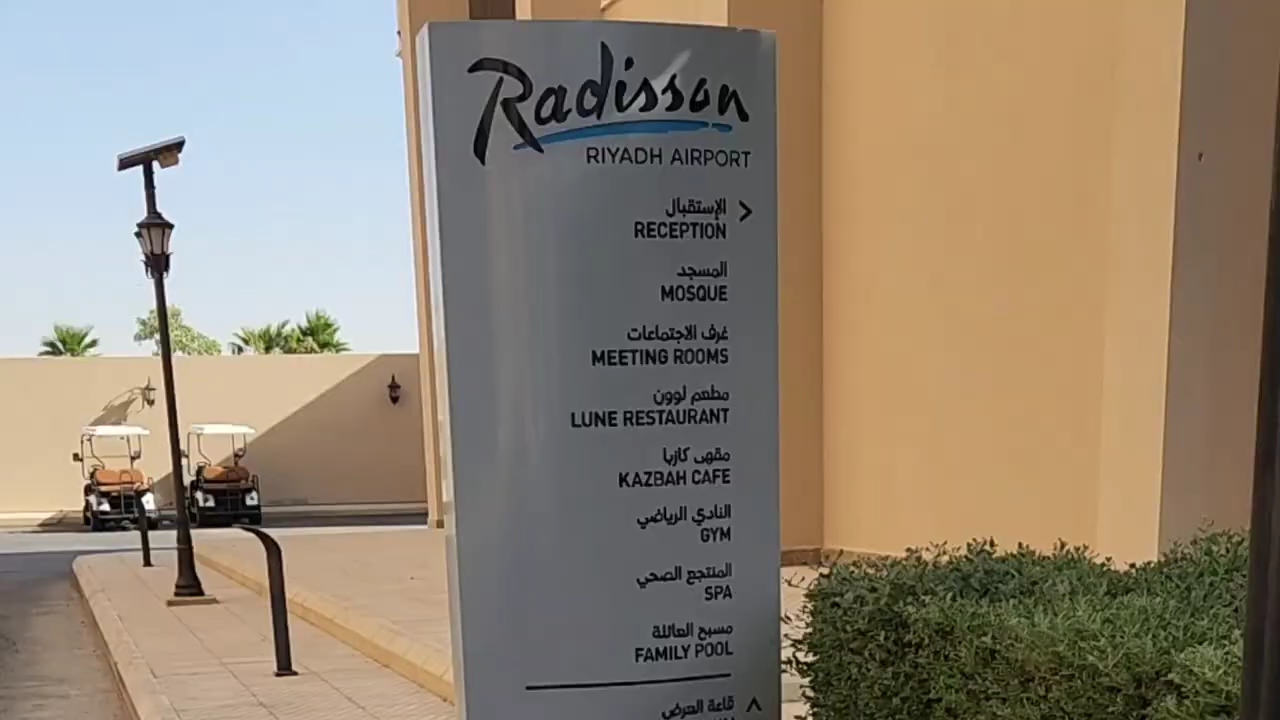 Radisson
RIYADH AIRPORT
الإستقبال >
RECEPTION
المسجد
MOSQUE
غرف الاجتماعات
MEETING ROOMS
مطعم لوون
LUNE RESTAURANT
مقهى كازبا
KAZBAH CAFE
النادي الرياضي
GYM
المنتجع الصحي
SPA
مسبح العائلة
FAMILY POOL
قاعة العرض